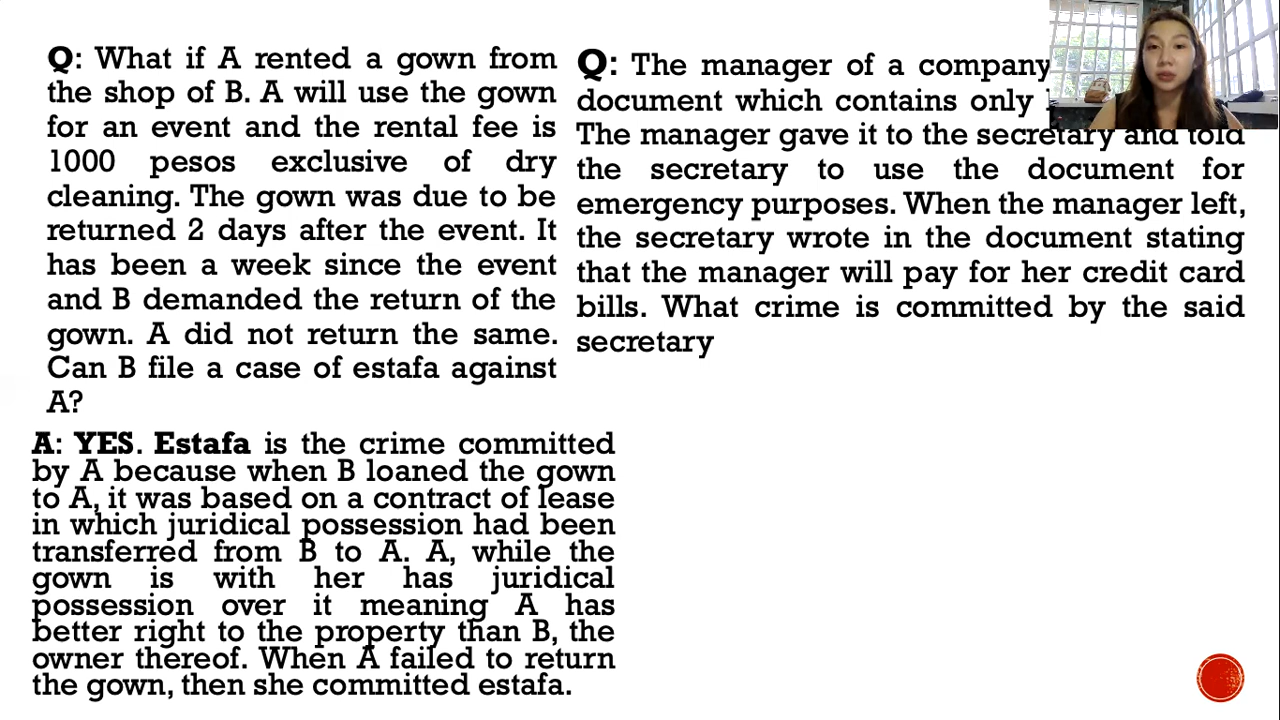 Q: What if A rented a gown from
the shop of B. A will use the gown
for an event and the rental fee is
1000 pesos exclusive of dry
cleaning. The gown was due to be
returned 2 days after the event. It
has been a week since the event
and B demanded the return of the
gown. A did not return the same.
Can B file a case of estafa against
A?
A: YES. Estafa is the crime committed
by A because when B loaned the gown
to A, it was based on a contract of lease
in which juridical possession had been
transferred from B to A. A, while the
gown is with her has juridical
possession over it meaning A has
better right to the property than B, the
owner thereof. When A failed to return
the gown, then she committed estafa.
Q: The manager of a company
document which contains only
The manager gave it to the secretary and told
the secretary to use the document for
emergency purposes. When the manager left,
the secretary wrote in the document stating
that the manager will pay for her credit card
bills. What crime is committed by the said
secretary